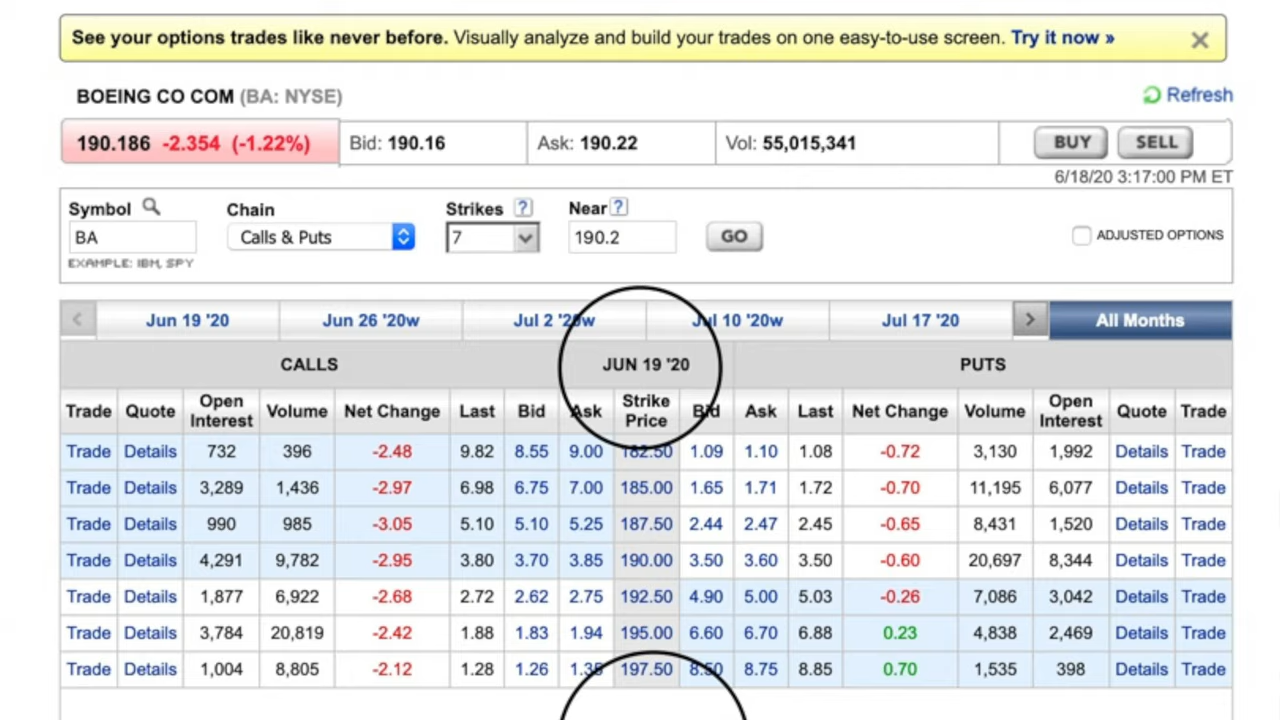 See your options trades like never before. Visually analyze and build your trades on one easy-to-use screen. Try it now »
BOEING CO COM (BA: NYSE)
Refresh
190.186 -2.354 (-1.22%) Bid: 190.16 Ask: 190.22 Vol: 55,015,341 BUY SELL
6/18/20 3:17:00 PM ET
Symbol Chain Strikes ? Near ?
BA Calls & Puts 7 190.2 GO ADJUSTED OPTIONS
EXAMPLE: IBM, SPY
< Jun 19 '20 Jun 26 '20w Jul 2 '20w Jul 10 '20w Jul 17 '20 > All Months
CALLS JUN 19 '20 PUTS
Trade Quote Open Interest Volume Net Change Last Bid Ask Strike Price Bid Ask Last Net Change Volume Open Interest Quote Trade
Trade Details 732 396 -2.48 9.82 8.55 9.00 182.50 1.09 1.10 1.08 -0.72 3,130 1,992 Details Trade
Trade Details 3,289 1,436 -2.97 6.98 6.75 7.00 185.00 1.65 1.71 1.72 -0.70 11,195 6,077 Details Trade
Trade Details 990 985 -3.05 5.10 5.10 5.25 187.50 2.44 2.47 2.45 -0.65 8,431 1,520 Details Trade
Trade Details 4,291 9,782 -2.95 3.80 3.70 3.85 190.00 3.50 3.60 3.50 -0.60 20,697 8,344 Details Trade
Trade Details 1,877 6,922 -2.68 2.72 2.62 2.75 192.50 4.90 5.00 5.03 -0.26 7,086 3,042 Details Trade
Trade Details 3,784 20,819 -2.42 1.88 1.83 1.94 195.00 6.60 6.70 6.88 0.23 4,838 2,469 Details Trade
Trade Details 1,004 8,805 -2.12 1.28 1.26 197.50 8.50 8.75 8.85 0.70 1,535 398 Details Trade